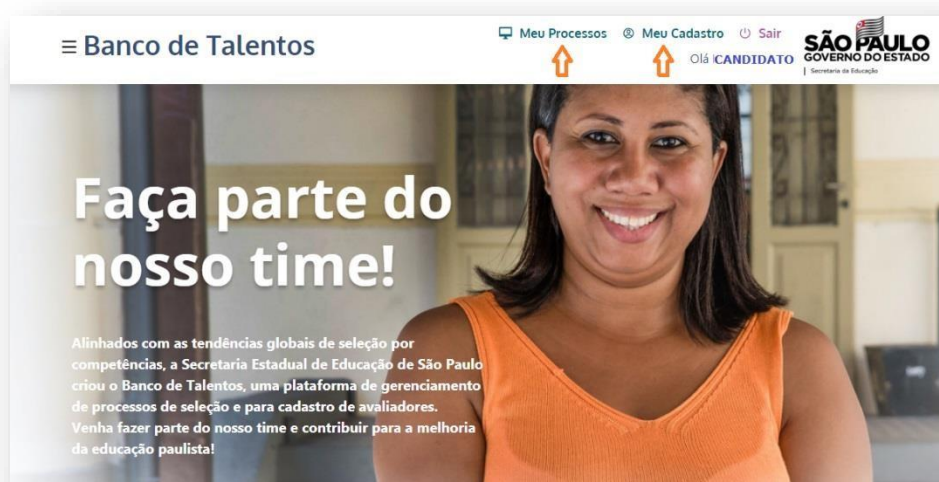 Banco de Talentos
Meu Processos Meu Cadastro Sair
Olá CANDIDATO
SÃO PAULO
GOVERNO DO ESTADO
Secretaria da Educação
Faça parte do
nosso time!
Alinhados com as tendências globais de seleção por
competências, a Secretaria Estadual de Educação de São Paulo
criou o Banco de Talentos, uma plataforma de gerenciamento
de processos de seleção e para cadastro de avaliadores.
Venha fazer parte do nosso time e contribuir para a melhoria
da educação paulista!